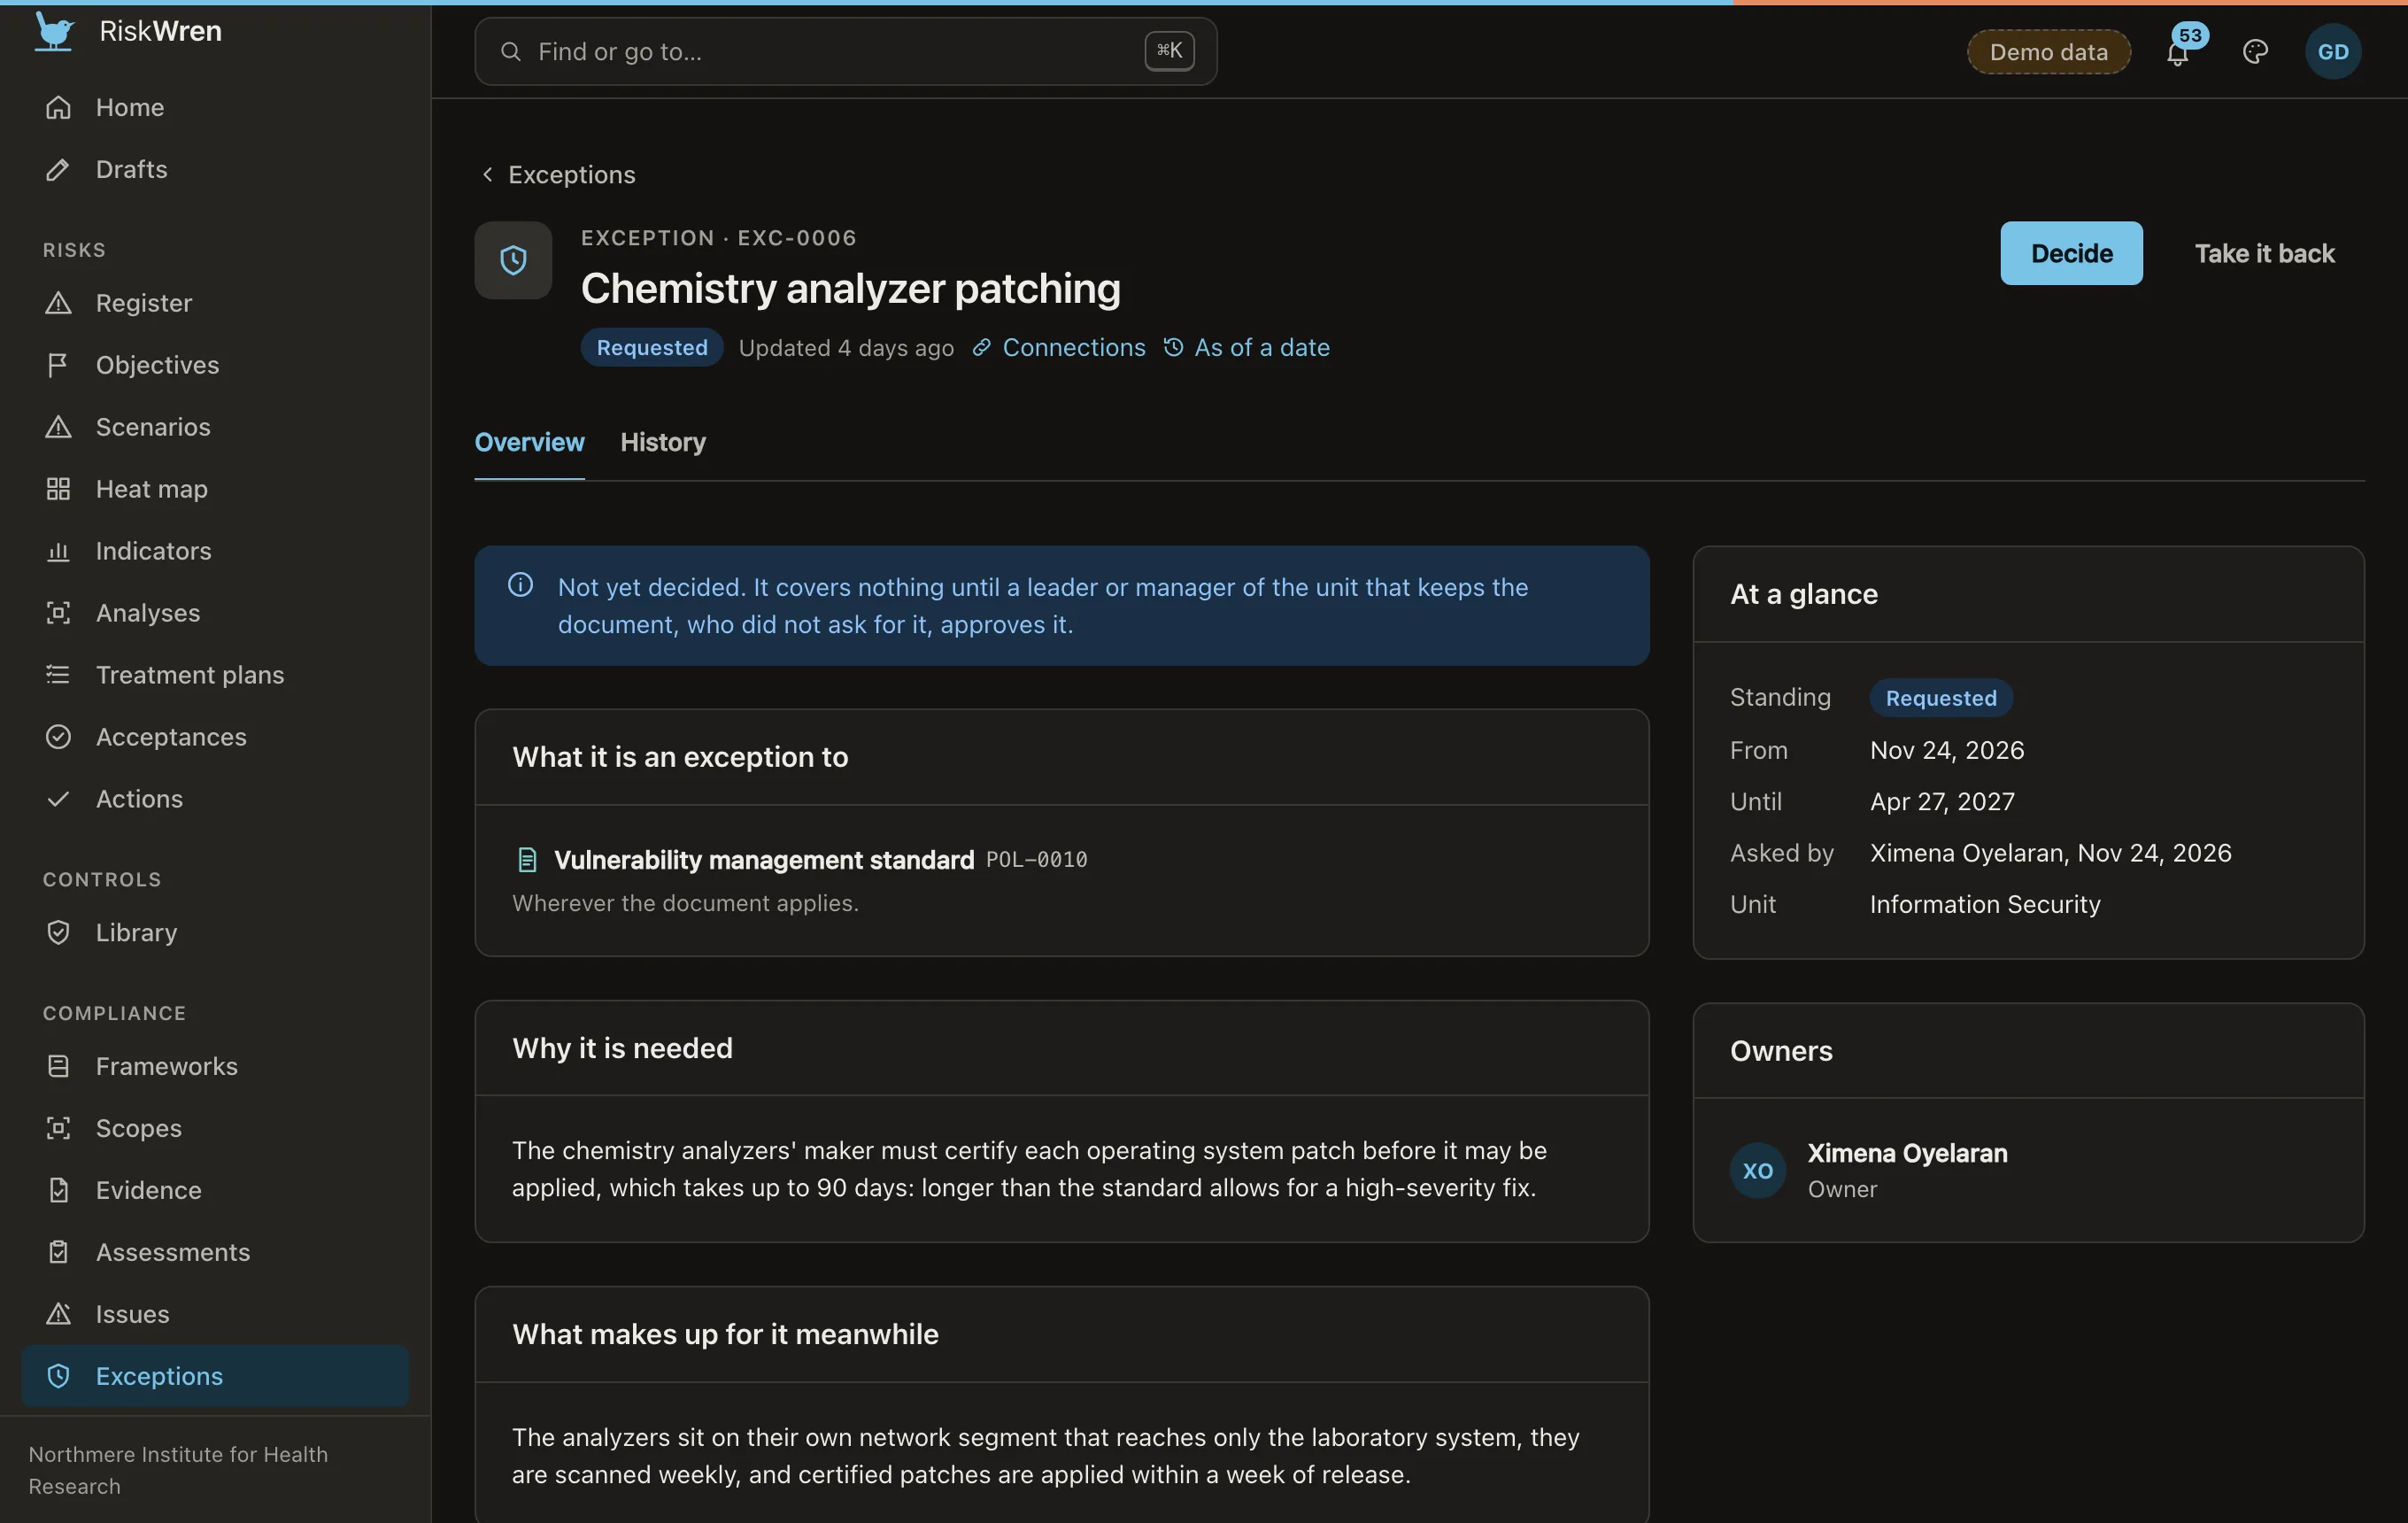 RiskWren
Find or go to...
⌘K
Demo data
53
GD
Home
Drafts
RISKS
Register
Objectives
Scenarios
Heat map
Indicators
Analyses
Treatment plans
Acceptances
Actions
CONTROLS
Library
COMPLIANCE
Frameworks
Scopes
Evidence
Assessments
Issues
Exceptions
Northmere Institute for Health
Research
Exceptions
EXCEPTION · EXC-0006
Chemistry analyzer patching
Decide
Take it back
Requested Updated 4 days ago Connections As of a date
Overview History
Not yet decided. It covers nothing until a leader or manager of the unit that keeps the
document, who did not ask for it, approves it.
What it is an exception to
Vulnerability management standard POL-0010
Wherever the document applies.
Why it is needed
The chemistry analyzers' maker must certify each operating system patch before it may be
applied, which takes up to 90 days: longer than the standard allows for a high-severity fix.
What makes up for it meanwhile
The analyzers sit on their own network segment that reaches only the laboratory system, they
are scanned weekly, and certified patches are applied within a week of release.
At a glance
Standing Requested
From Nov 24, 2026
Until Apr 27, 2027
Asked by Ximena Oyelaran, Nov 24, 2026
Unit Information Security
Owners
XO
Ximena Oyelaran
Owner